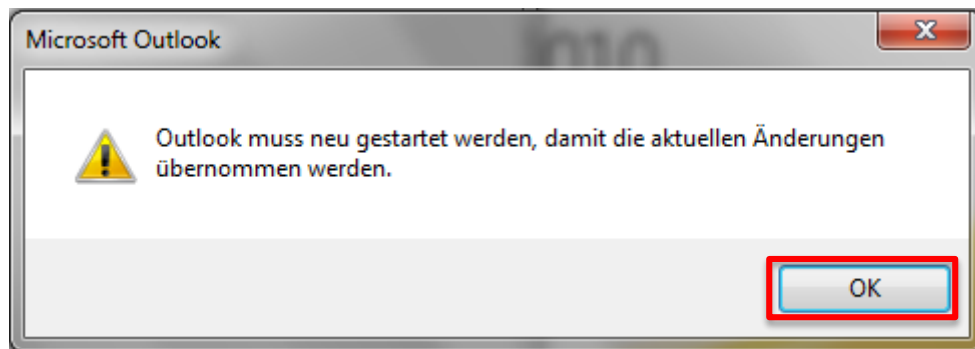 Microsoft Outlook
Outlook muss neu gestartet werden, damit die aktuellen Änderungen
übernommen werden.
OK